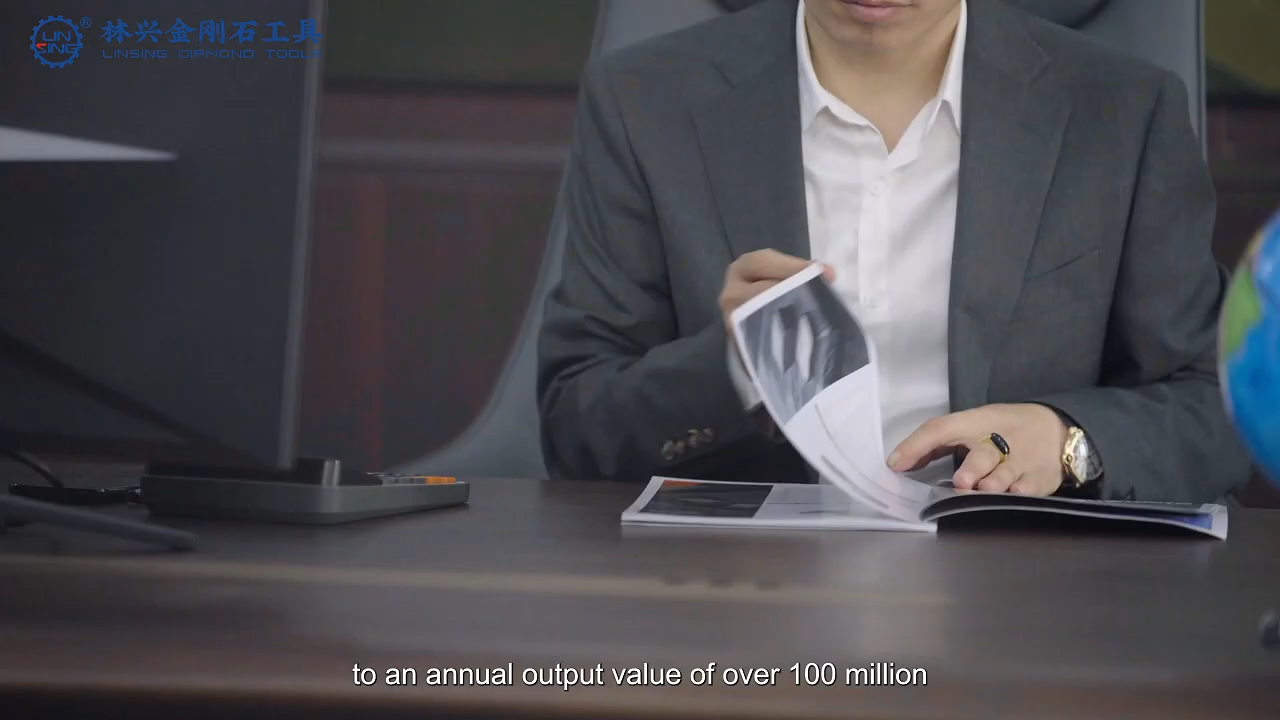 LIN
SING
®
林兴金刚石工具
LINSING DIAMOND TOOLS
to an annual output value of over 100 million